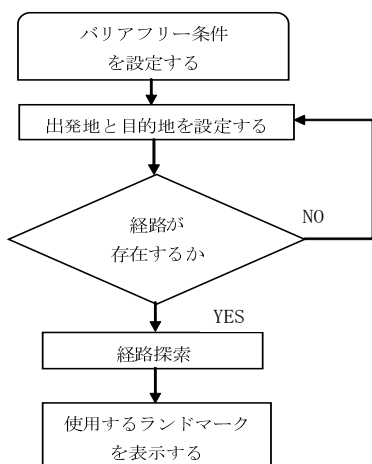 バリアフリー条件
を設定する
出発地と目的地を設定する
経路が
存在するか
NO
YES
経路探索
使用するランドマーク
を表示する